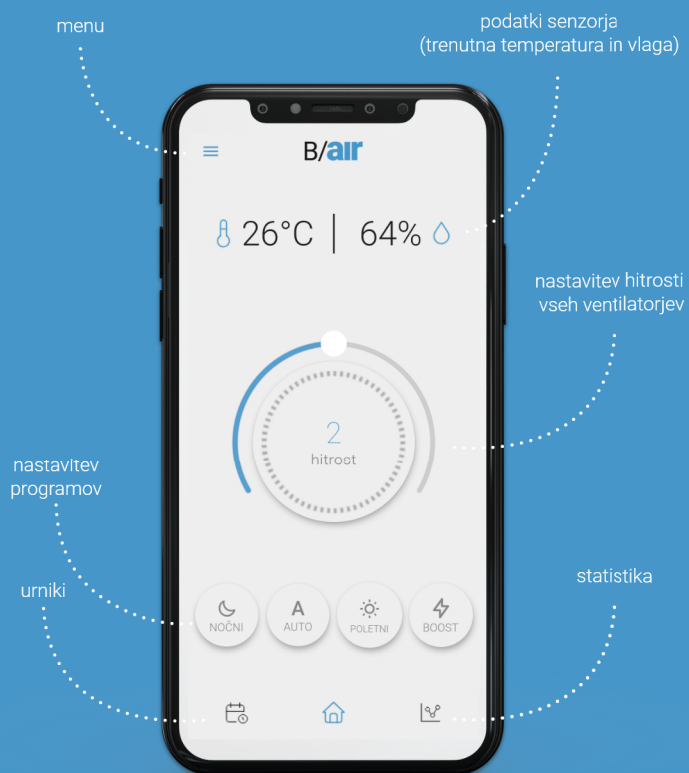 menu
podatki senzorja
(trenutna temperatura in vlaga)
B/air
26°C | 64%
nastavitev hitrosti
vseh ventilatorjev
2
hitrost
nastavitev
programov
urniki
statistika
NOČNI
A
AUTO
POLETNI
BOOST